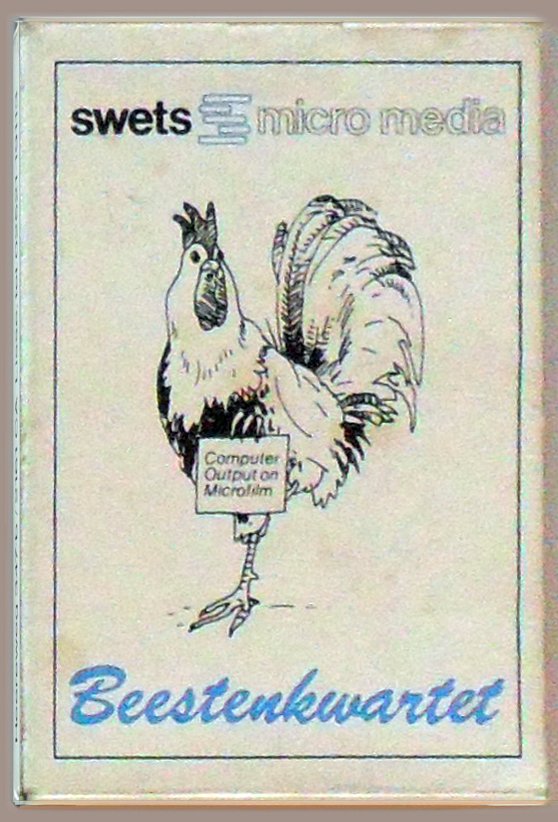 swets micro media
Computer
Output on
Microfilm
Beestenkwartet